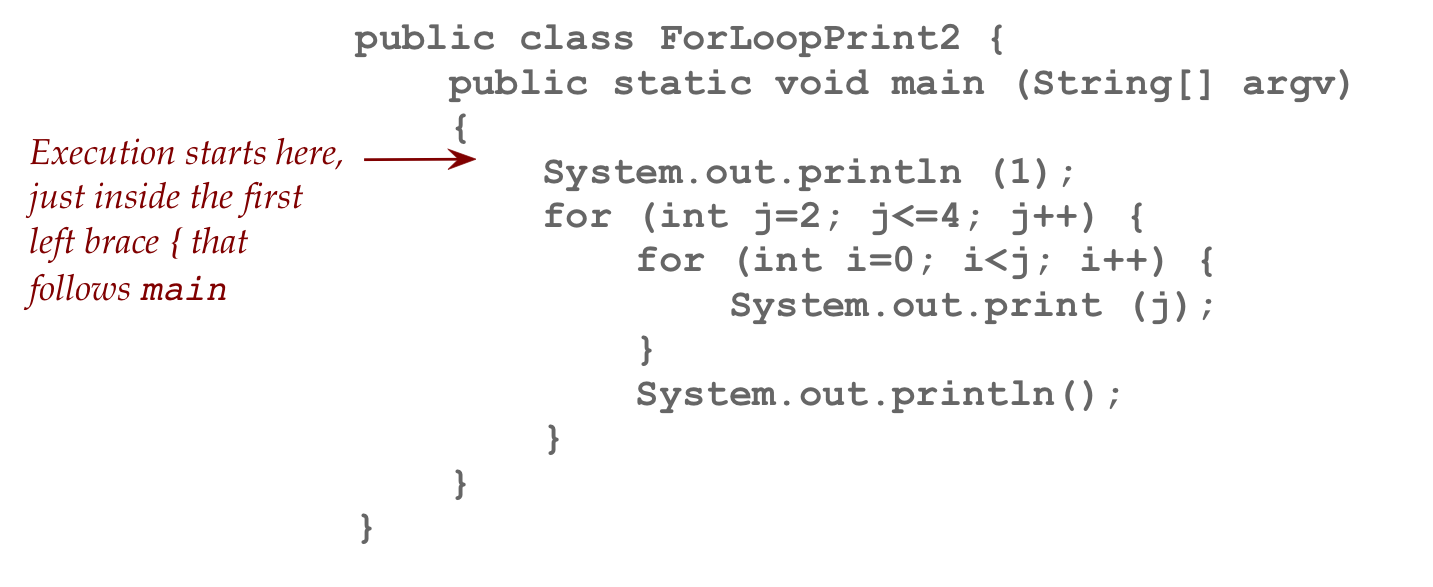 public class ForLoopPrint2 {
public static void main (String[] argv)
{
Execution starts here,
just inside the first
left brace { that
follows main
System.out.println (1);
for (int j=2; j<=4; j++) {
for (int i=0; i<j; i++) {
System.out.print (j);
}
System.out.println();
}
}
}